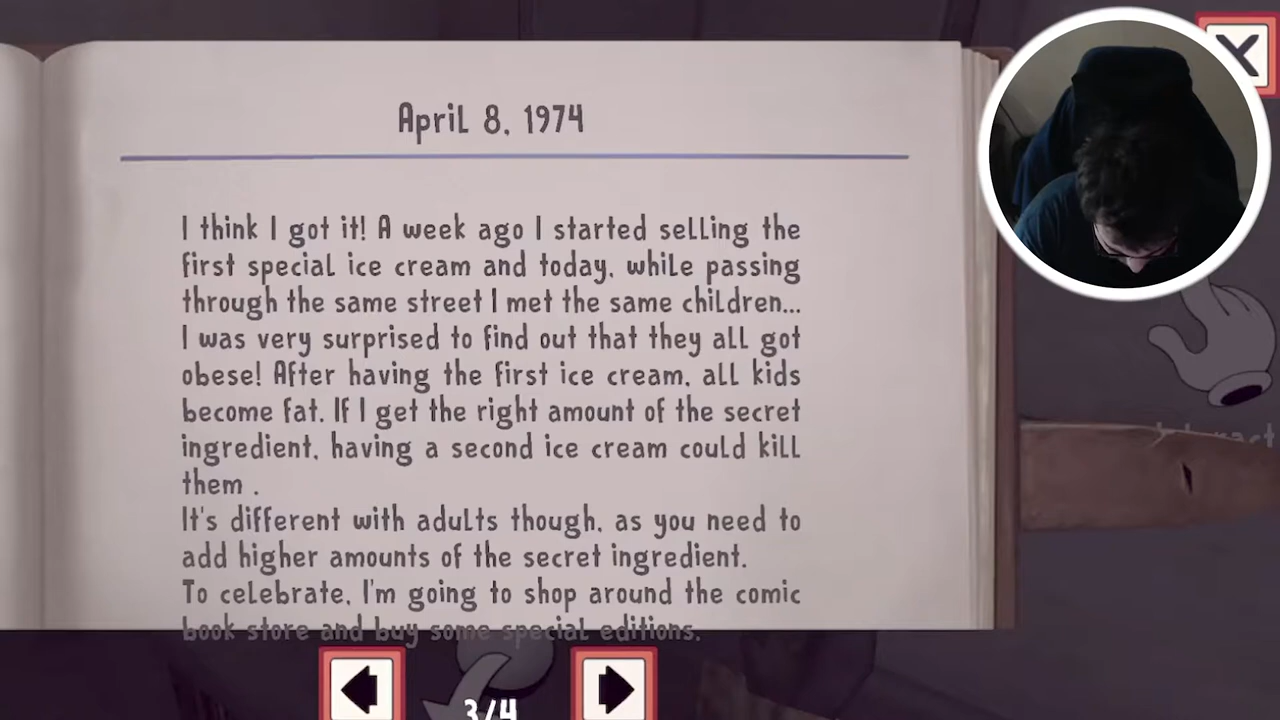 April 8, 1974
I think I got it! A week ago I started selling the
first special ice cream and today, while passing
through the same street I met the same children...
I was very surprised to find out that they all got
obese! After having the first ice cream, all kids
become fat. If I get the right amount of the secret
ingredient, having a second ice cream could kill
them .
It's different with adults though, as you need to
add higher amounts of the secret ingredient.
To celebrate, I'm going to shop around the comic
book store and buy some special editions.
Interact
3/4